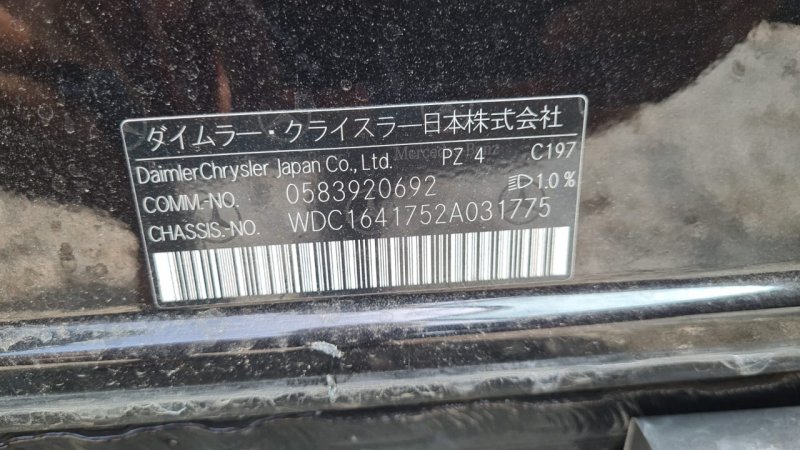 ダイムラー・クライスラー日本株式会社
DaimlerChrysler Japan Co., Ltd. PZ 4 C197
COMM.-NO. 0583920692 1.0 %
CHASSIS.-NO. WDC1641752A031775